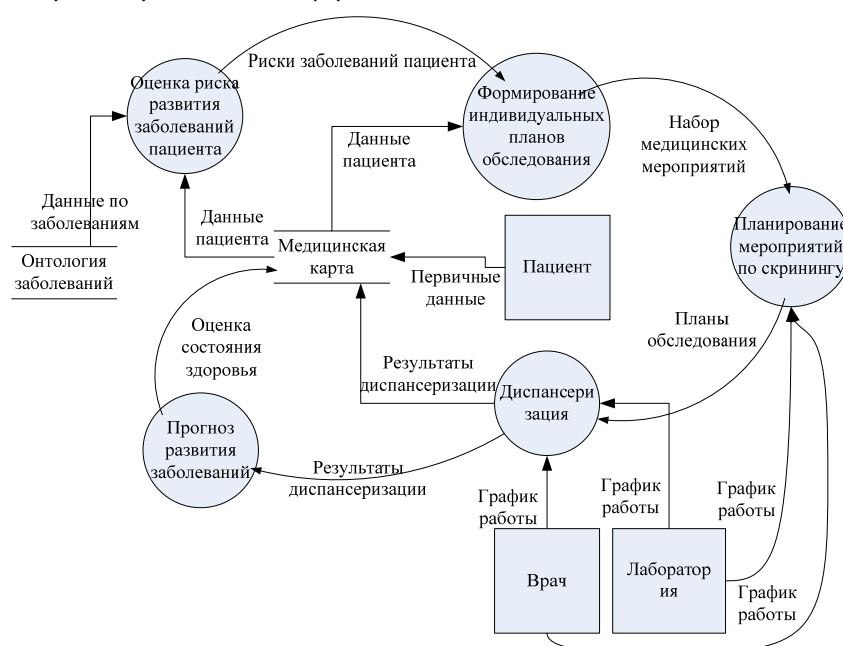 Оценка риска
развития
заболеваний
пациента
Риски заболеваний пациента
Формирование
индивидуальных
планов
обследования
Набор
медицинских
мероприятий
Данные
пациента
Данные по
заболеваниям
Данные
пациента
Онтология
заболеваний
Медицинская
карта
Первичные
данные
Пациент
Планирование
мероприятий
по скринингу
Оценка
состояния
здоровья
Результаты
диспансеризации
Планы
обследования
Диспансери
зация
Прогноз
развития
заболеваний
Результаты
диспансеризации
График
работы
График
работы
График
работы
Врач
Лаборатор
ия
График
работы